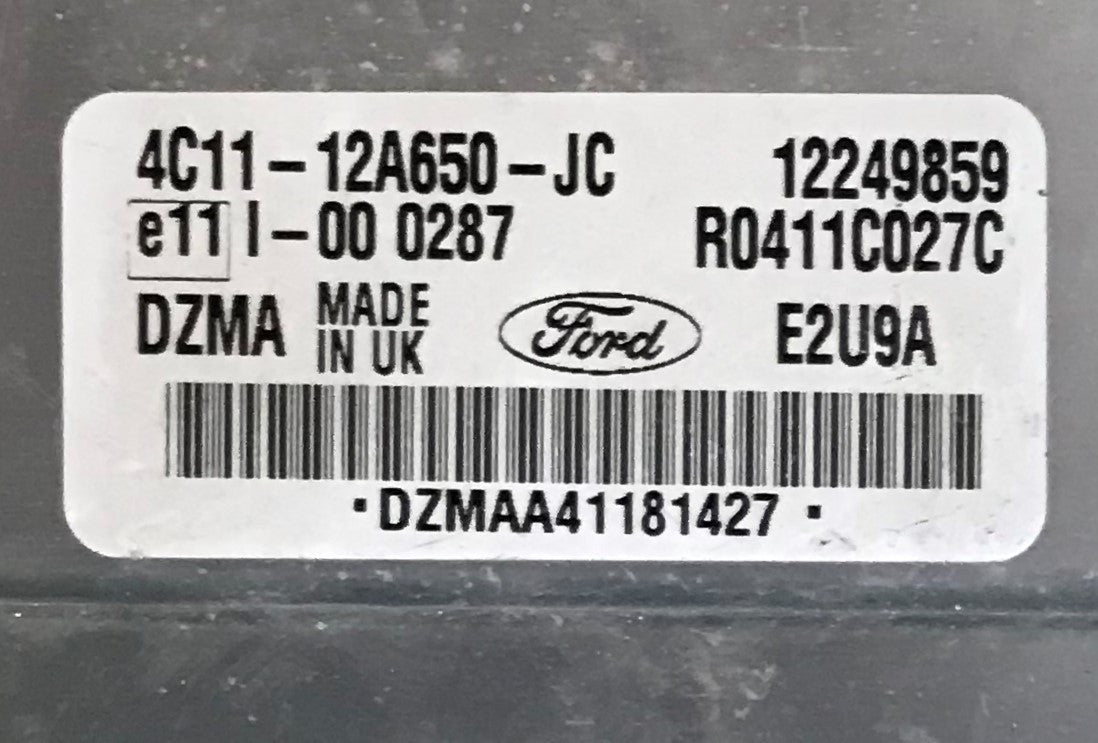 4C11-12A650-JC 12249859
e11 I-00 0287 R0411C027C
DZMA MADE IN UK Ford E2U9A
·DZMAA41181427·